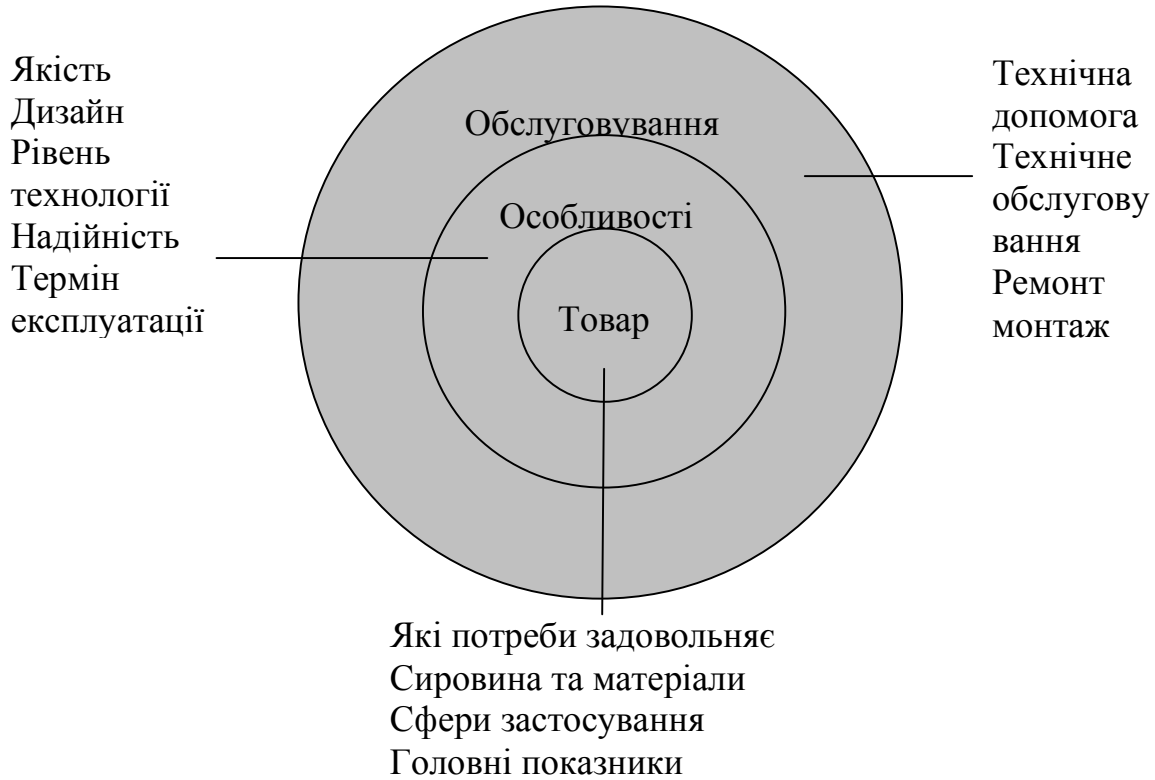 Якість
Дизайн
Рівень
технології
Надійність
Термін
експлуатації
Обслуговування
Особливості
Товар
Технічна
допомога
Технічне
обслугову
вання
Ремонт
монтаж
Які потреби задовольняє
Сировина та матеріали
Сфери застосування
Головні показники